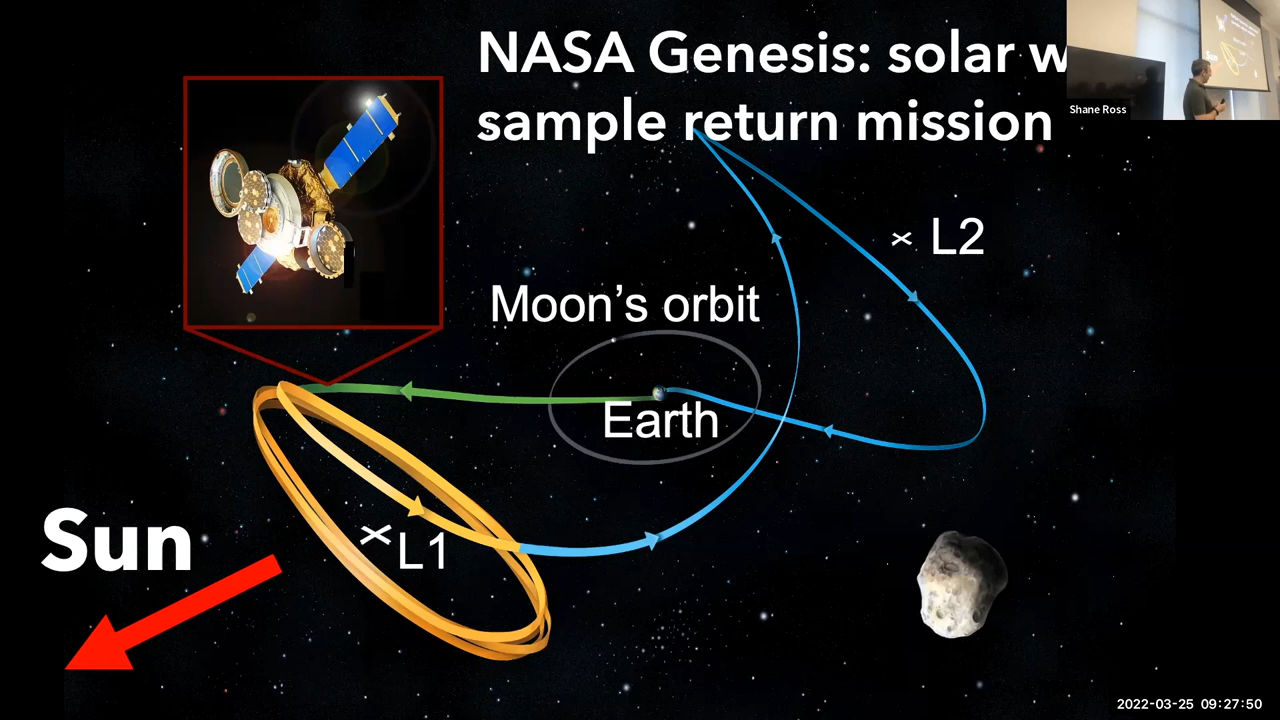 NASA Genesis: solar w
sample return mission
Shane Ross
L2
Moon’s orbit
Earth
Sun
L1
2022-03-25 09:27:50